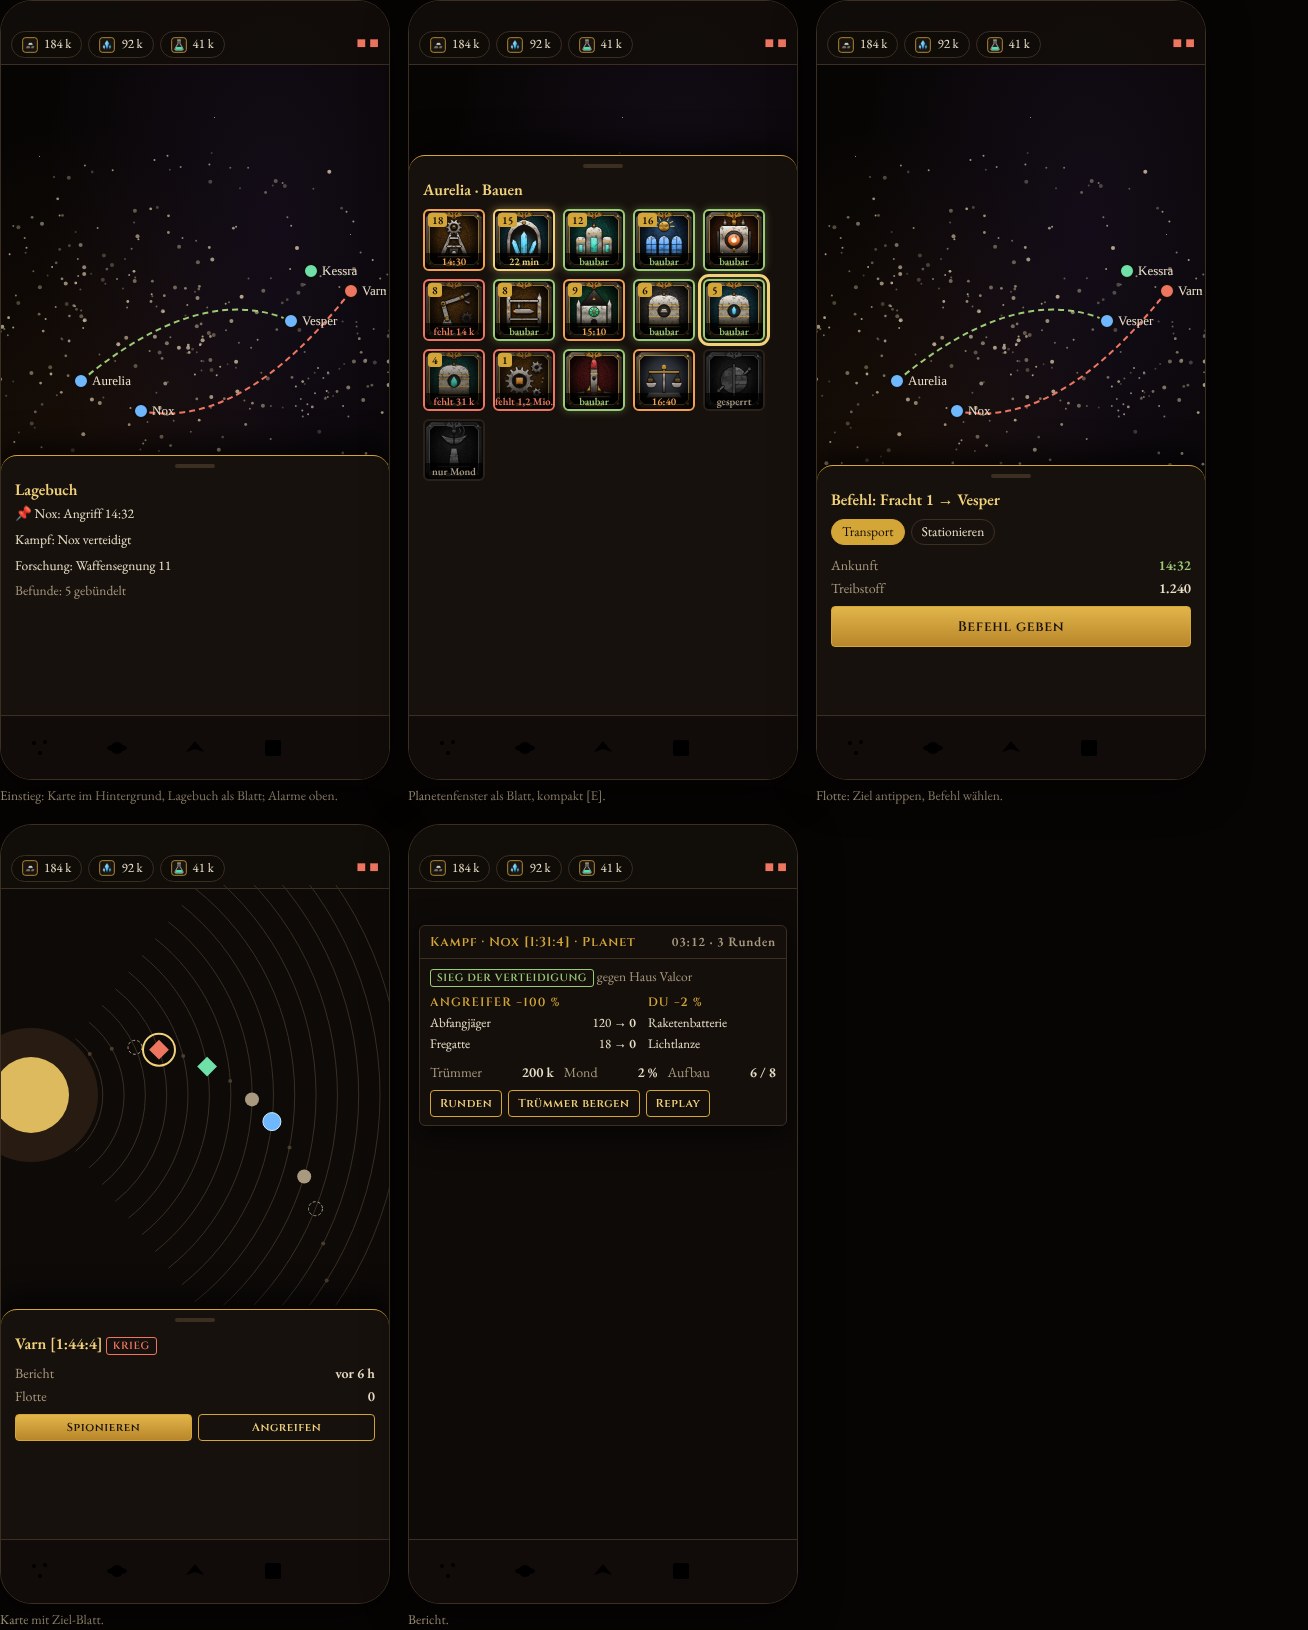 184 k 92 k 41 k
Kessra
Varn
Vesper
Aurelia
Nox
Lagebuch
📌 Nox: Angriff 14:32
Kampf: Nox verteidigt
Forschung: Waffensegnung 11
Befunde: 5 gebündelt
Einstieg: Karte im Hintergrund, Lagebuch als Blatt; Alarme oben.
184 k 92 k 41 k
Aurelia · Bauen
18 15 12 16
14:30 22 min baubar baubar baubar
8 8 9 6 5
fehlt 14 k baubar 15:10 baubar baubar
4 1
fehlt 31 k fehlt 1,2 Mio. baubar 16:40 gesperrt
nur Mond
Planetenfenster als Blatt, kompakt [E].
184 k 92 k 41 k
Kessra
Varn
Vesper
Aurelia
Nox
Befehl: Fracht 1 → Vesper
Transport Stationieren
Ankunft 14:32
Treibstoff 1.240
Befehl geben
Flotte: Ziel antippen, Befehl wählen.
184 k 92 k 41 k
Varn [1:44:4] KRIEG
Bericht vor 6 h
Flotte 0
Spionieren Angreifen
Karte mit Ziel-Blatt.
184 k 92 k 41 k
Kampf · Nox [1:31:4] · Planet 03:12 · 3 Runden
SIEG DER VERTEIDIGUNG gegen Haus Valcor
ANGREIFER −100 % DU −2 %
Abfangjäger 120 → 0 Raketenbatterie
Fregatte 18 → 0 Lichtlanze
Trümmer 200 k Mond 2 % Aufbau 6 / 8
Runden Trümmer bergen Replay
Bericht.